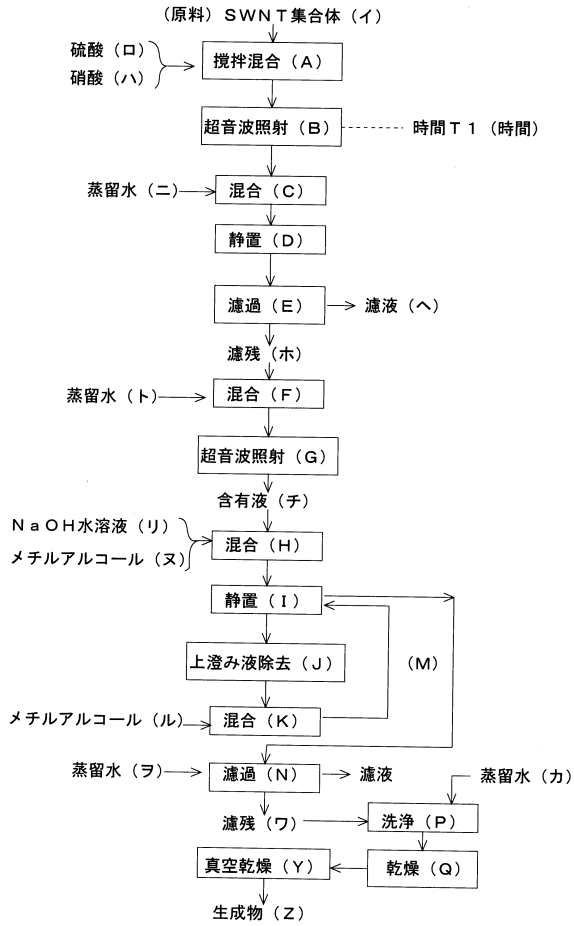 （原料）ＳＷＮＴ集合体（イ）
硫酸（ロ）
硝酸（ハ）
撹拌混合（Ａ）
超音波照射（Ｂ）
時間Ｔ１（時間）
蒸留水（ニ）
混合（Ｃ）
静置（Ｄ）
濾過（Ｅ）
濾液（ヘ）
濾残（ホ）
蒸留水（ト）
混合（Ｆ）
超音波照射（Ｇ）
含有液（チ）
ＮａＯＨ水溶液（リ）
メチルアルコール（ヌ）
混合（Ｈ）
静置（Ｉ）
上澄み液除去（Ｊ）
（Ｍ）
メチルアルコール（ル）
混合（Ｋ）
蒸留水（ヲ）
濾過（Ｎ）
濾液
蒸留水（カ）
濾残（ワ）
洗浄（Ｐ）
真空乾燥（Ｙ）
乾燥（Ｑ）
生成物（Ｚ）